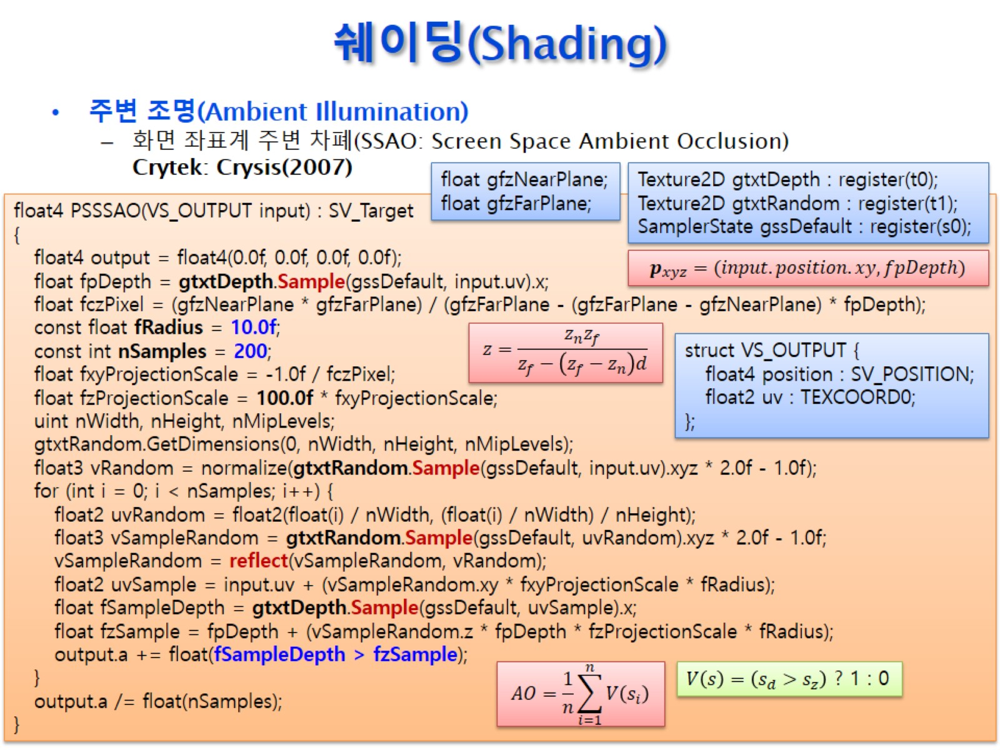 쉐이딩(Shading)
• 주변 조명(Ambient Illumination)
– 화면 좌표계 주변 차폐(SSAO: Screen Space Ambient Occlusion)
Crytek: Crysis(2007)
float gfzNearPlane;
float gfzFarPlane;
Texture2D gtxtDepth : register(t0);
Texture2D gtxtRandom : register(t1);
SamplerState gssDefault : register(s0);
float4 PSSSAO(VS_OUTPUT input) : SV_Target
{
float4 output = float4(0.0f, 0.0f, 0.0f, 0.0f);
float fpDepth = gtxtDepth.Sample(gssDefault, input.uv).x;
p_xyz = (input.position.xy, fpDepth)
float fczPixel = (gfzNearPlane * gfzFarPlane) / (gfzFarPlane - (gfzFarPlane - gfzNearPlane) * fpDepth);
const float fRadius = 10.0f;
const int nSamples = 200;
z = z_n z_f / (z_f − (z_f − z_n)d)
float fxyProjectionScale = -1.0f / fczPixel;
float fzProjectionScale = 100.0f * fxyProjectionScale;
struct VS_OUTPUT {
float4 position : SV_POSITION;
float2 uv : TEXCOORD0;
};
uint nWidth, nHeight, nMipLevels;
gtxtRandom.GetDimensions(0, nWidth, nHeight, nMipLevels);
float3 vRandom = normalize(gtxtRandom.Sample(gssDefault, input.uv).xyz * 2.0f - 1.0f);
for (int i = 0; i < nSamples; i++) {
float2 uvRandom = float2(float(i) / nWidth, (float(i) / nWidth) / nHeight);
float3 vSampleRandom = gtxtRandom.Sample(gssDefault, uvRandom).xyz * 2.0f - 1.0f;
vSampleRandom = reflect(vSampleRandom, vRandom);
float2 uvSample = input.uv + (vSampleRandom.xy * fxyProjectionScale * fRadius);
float fSampleDepth = gtxtDepth.Sample(gssDefault, uvSample).x;
float fzSample = fpDepth + (vSampleRandom.z * fpDepth * fzProjectionScale * fRadius);
output.a += float(fSampleDepth > fzSample);
}
output.a /= float(nSamples);
}
AO = 1/n ∑_{i=1}^{n} V(s_i)
V(s) = (s_d > s_z) ? 1 : 0